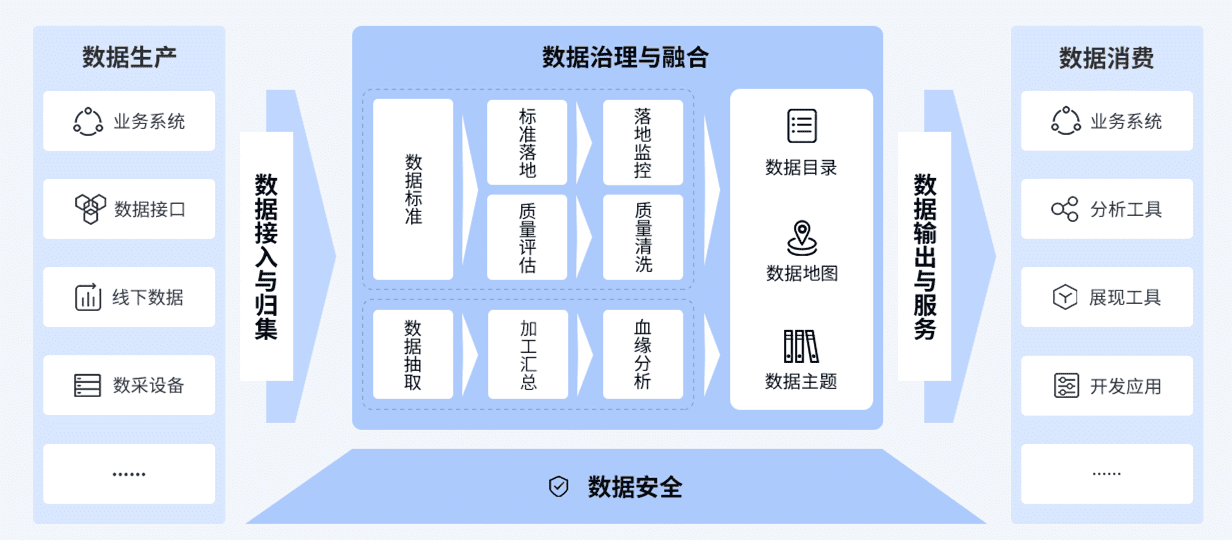 数据生产
业务系统
数据接口
线下数据
数采设备
......
数据接入与归集
数据治理与融合
数据标准
标准落地
落地监控
质量评估
质量清洗
数据抽取
加工汇总
血缘分析
数据目录
数据地图
数据主题
数据输出与服务
数据消费
业务系统
分析工具
展现工具
开发应用
......
数据安全